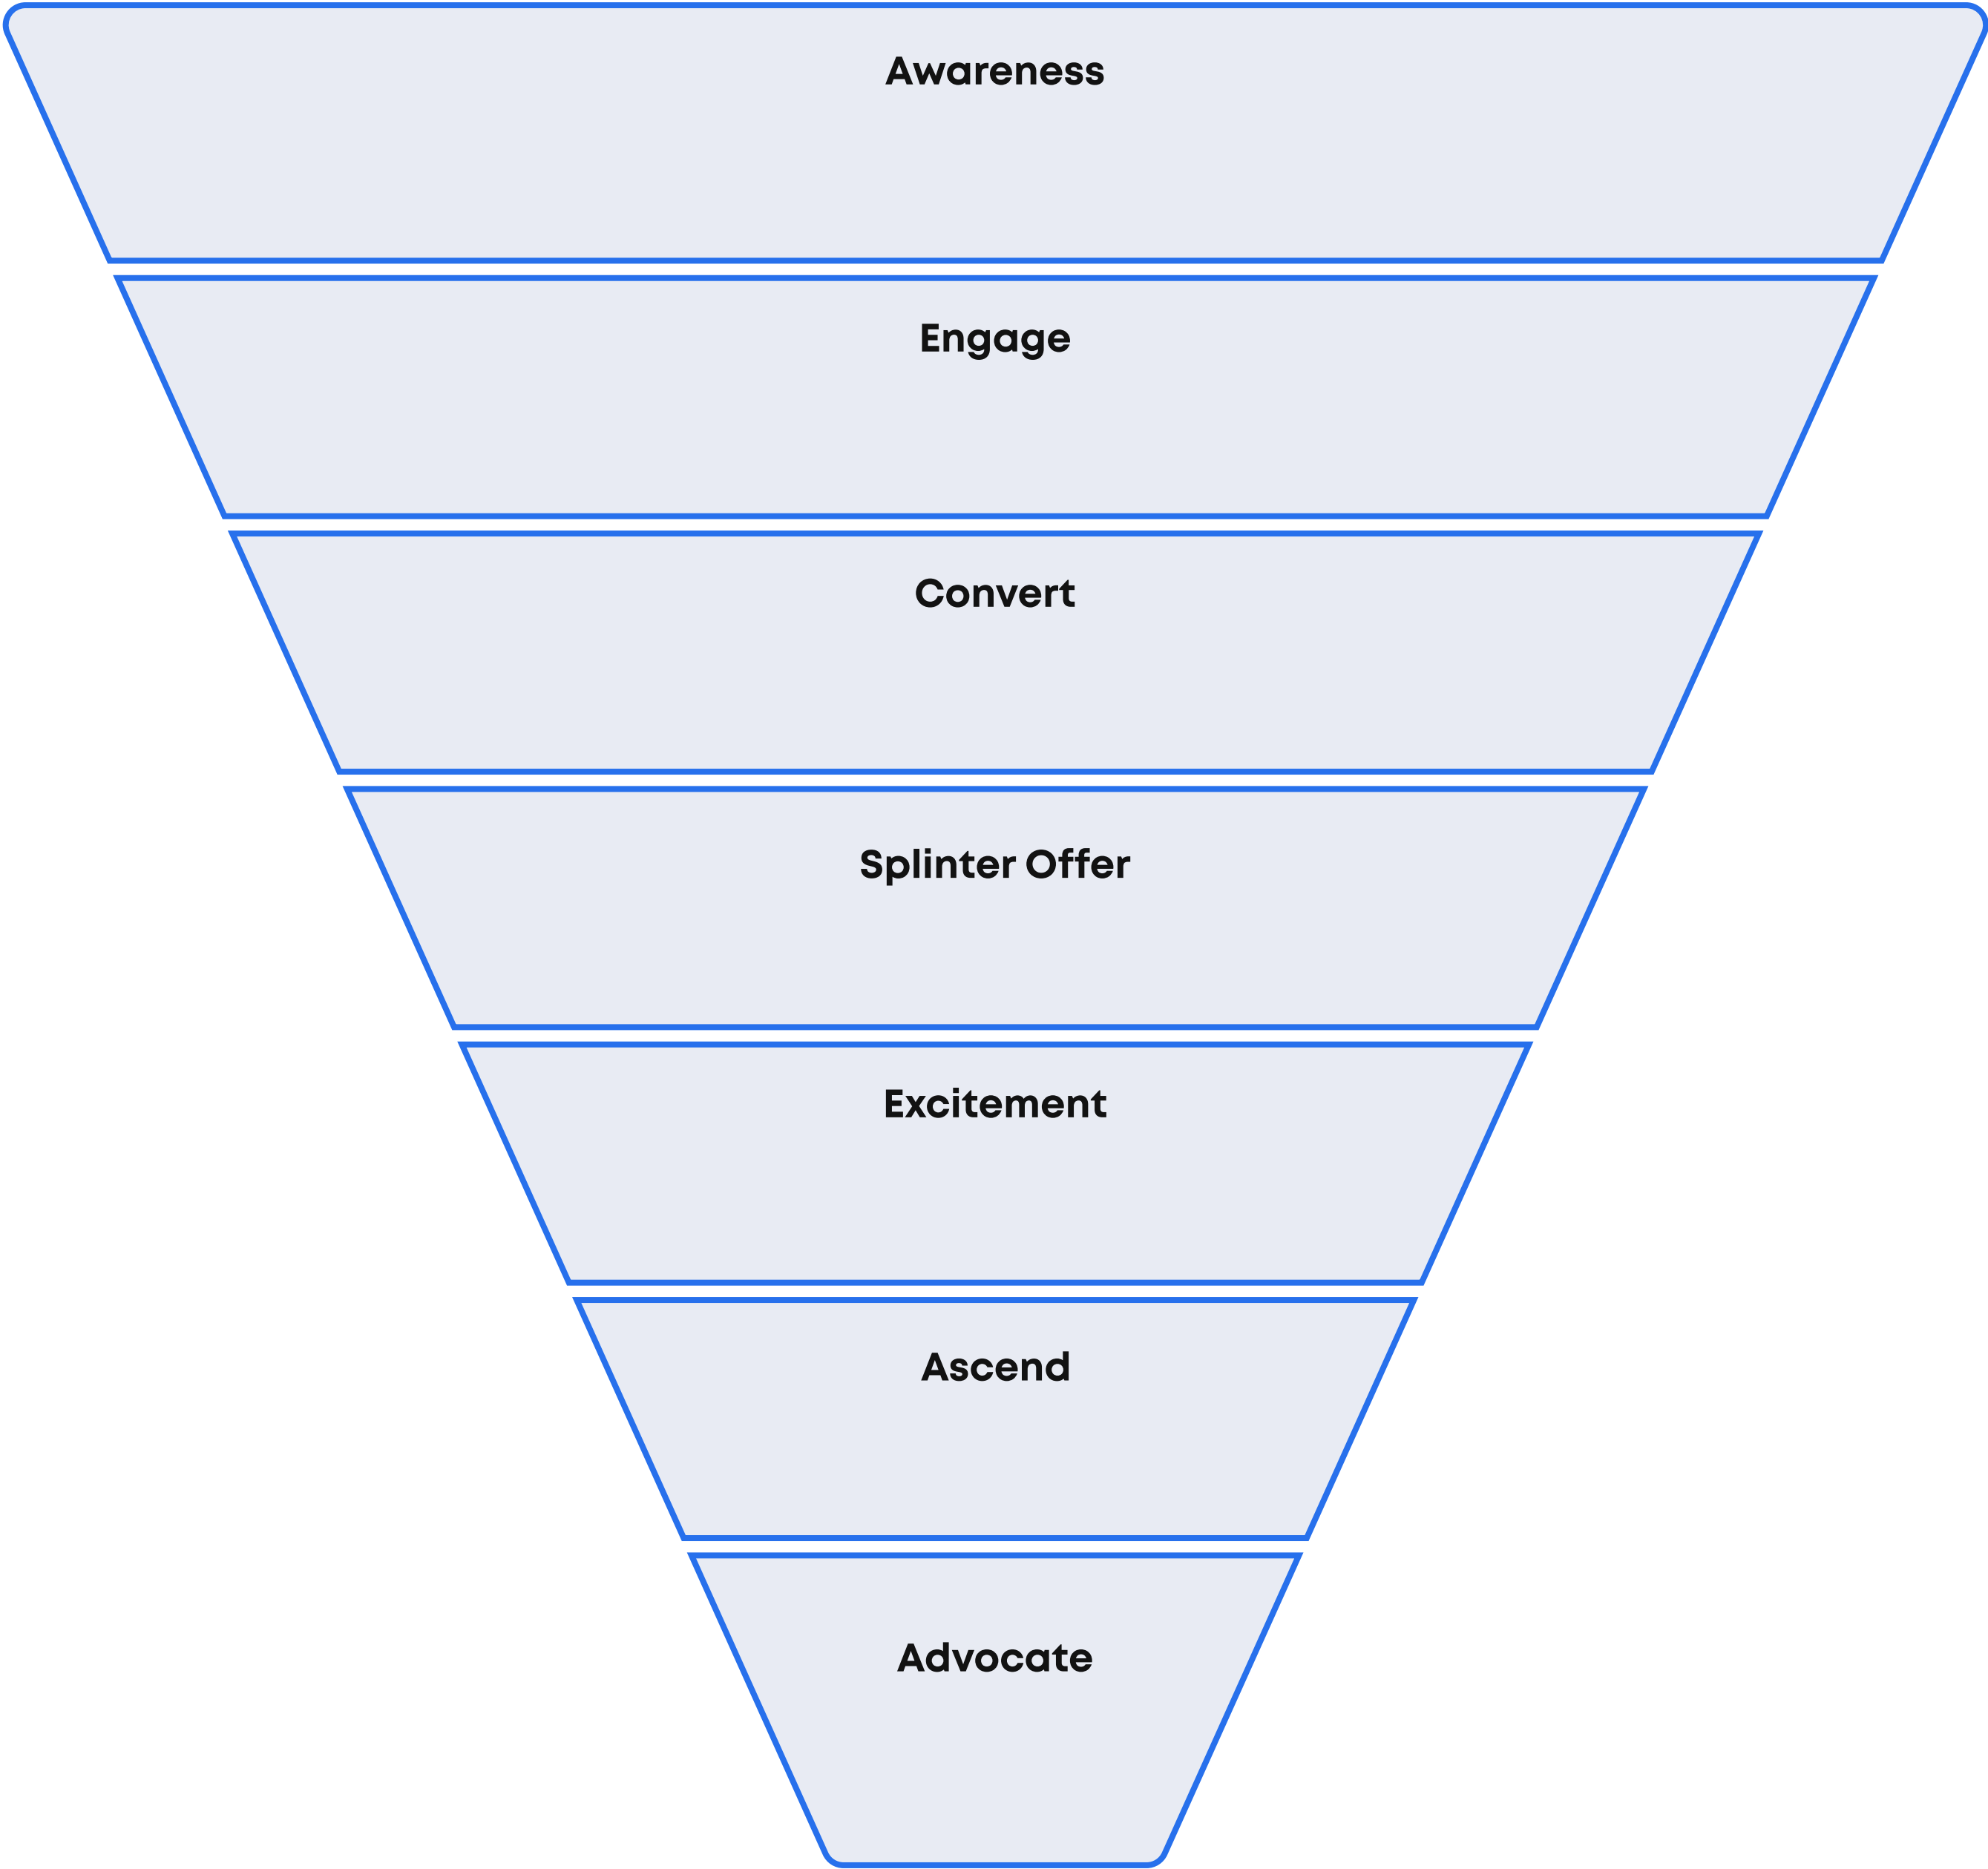 Awareness
Engage
Convert
Splinter Offer
Excitement
Ascend
Advocate